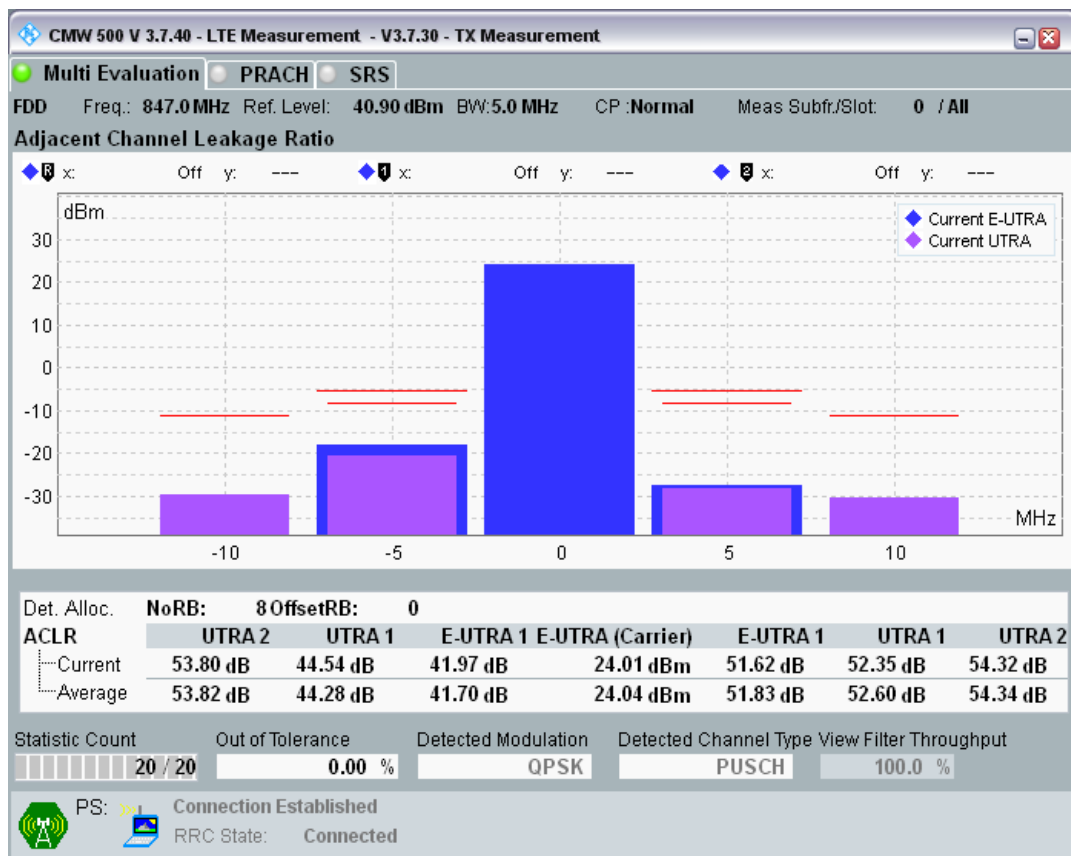 CMW 500 V 3.7.40 - LTE Measurement - V3.7.30 - TX Measurement
Multi Evaluation PRACH SRS
FDD Freq.: 847.0 MHz Ref. Level: 40.90 dBm BW:5.0 MHz CP :Normal Meas Subfr./Slot: 0 / All
Adjacent Channel Leakage Ratio
R x: Off y: --- 1 x: Off y: --- 2 x: Off y: ---
dBm
Current E-UTRA
Current UTRA
30
20
10
0
-10
-20
-30
MHz
-10 -5 0 5 10
Det. Alloc. NoRB: 8 OffsetRB: 0
ACLR UTRA 2 UTRA 1 E-UTRA 1 E-UTRA (Carrier) E-UTRA 1 UTRA 1 UTRA 2
Current 53.80 dB 44.54 dB 41.97 dB 24.01 dBm 51.62 dB 52.35 dB 54.32 dB
Average 53.82 dB 44.28 dB 41.70 dB 24.04 dBm 51.83 dB 52.60 dB 54.34 dB
Statistic Count Out of Tolerance Detected Modulation Detected Channel Type View Filter Throughput
20 / 20 0.00 % QPSK PUSCH 100.0 %
PS: Connection Established
RRC State: Connected